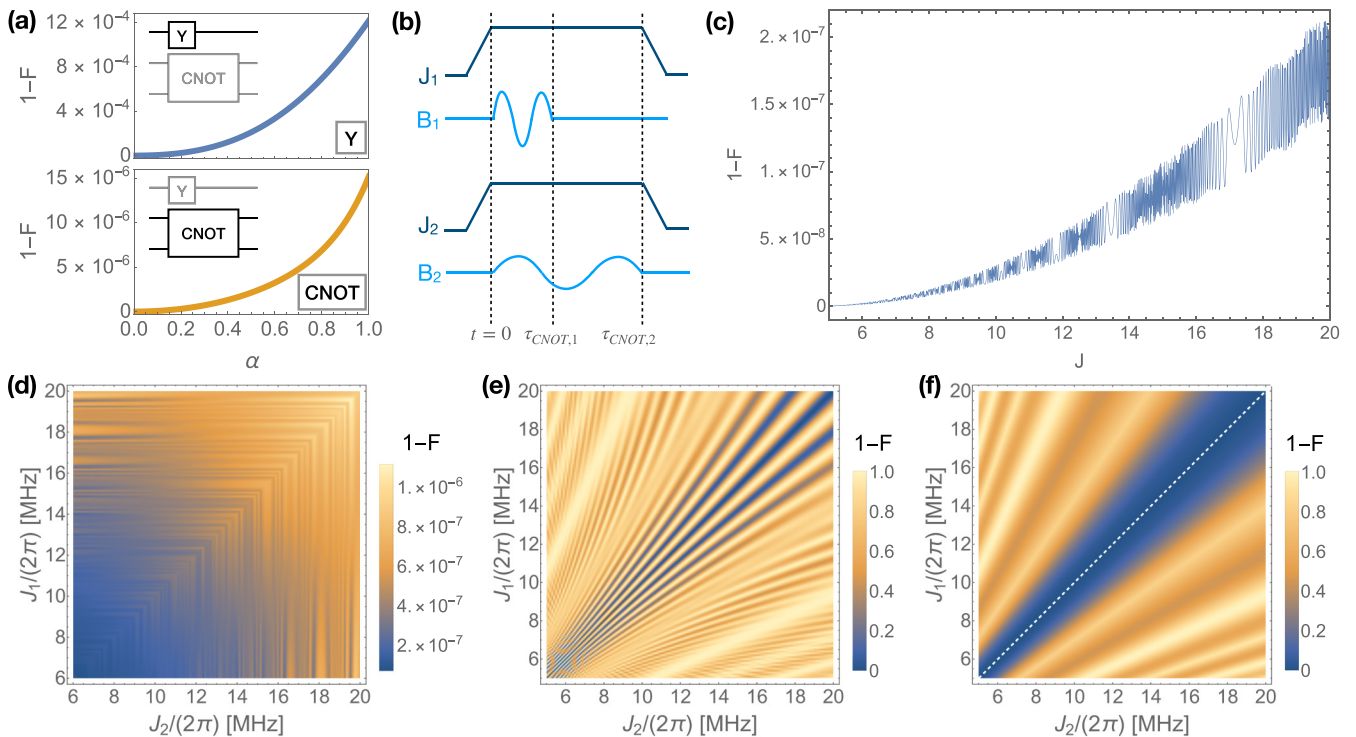 (a)
12 × 10⁻⁴
8 × 10⁻⁴
4 × 10⁻⁴
0
1−F
Y
CNOT
Y
15 × 10⁻⁶
10 × 10⁻⁶
5 × 10⁻⁶
0
1−F
Y
CNOT
CNOT
0.0 0.2 0.4 0.6 0.8 1.0
α
(b)
J₁
B₁
J₂
B₂
t = 0 τCNOT,1 τCNOT,2
(c)
2. × 10⁻⁷
1.5 × 10⁻⁷
1. × 10⁻⁷
5. × 10⁻⁸
0
1−F
6 8 10 12 14 16 18 20
J
(d)
20
18
16
14
12
10
8
6
J₁/(2π) [MHz]
6 8 10 12 14 16 18 20
J₂/(2π) [MHz]
1−F
1. × 10⁻⁶
8. × 10⁻⁷
6. × 10⁻⁷
4. × 10⁻⁷
2. × 10⁻⁷
(e)
20
18
16
14
12
10
8
6
J₁/(2π) [MHz]
6 8 10 12 14 16 18 20
J₂/(2π) [MHz]
1−F
1.0
0.8
0.6
0.4
0.2
0
(f)
20
18
16
14
12
10
8
6
J₁/(2π) [MHz]
6 8 10 12 14 16 18 20
J₂/(2π) [MHz]
1−F
1.0
0.8
0.6
0.4
0.2
0